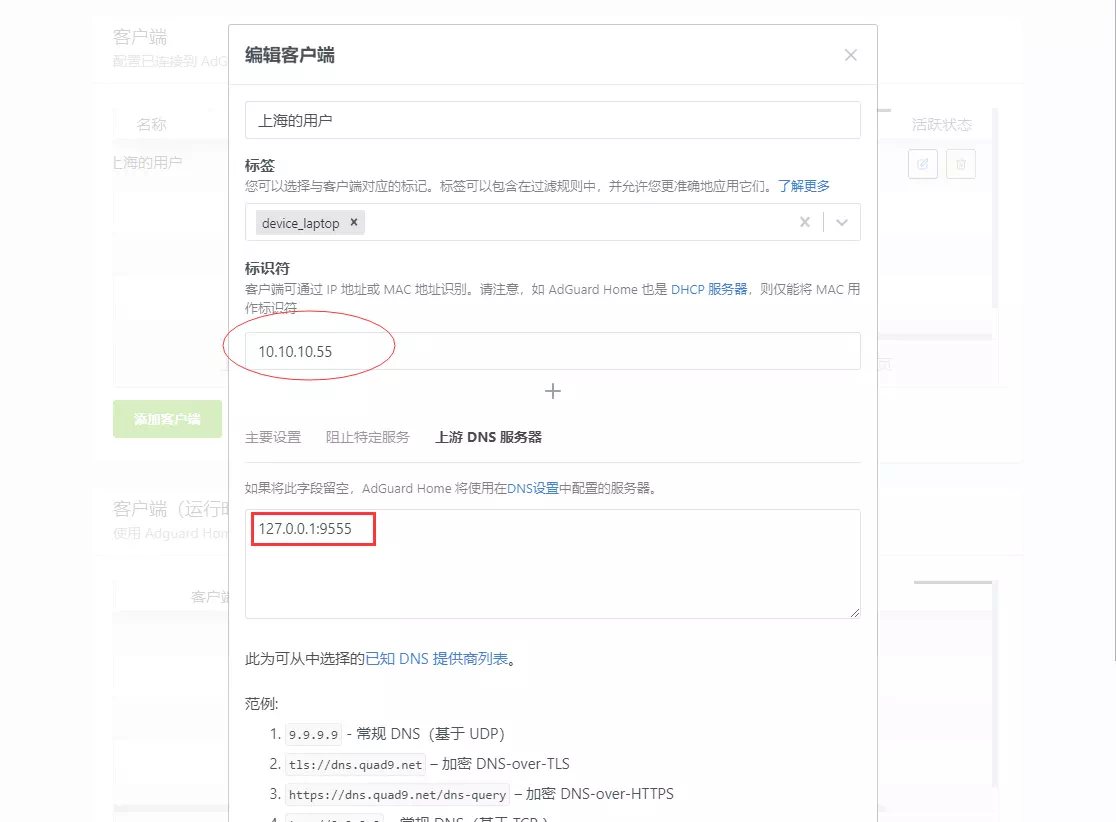 客户端
配置已连接到 AdG
编辑客户端
上海的用户
名称
活跃状态
上海的用户
标签
您可以选择与客户端对应的标记。标签可以包含在过滤规则中，并允许您更准确地应用它们。了解更多
device_laptop
标识符
客户端可通过 IP 地址或 MAC 地址识别。请注意，如 AdGuard Home 也是 DHCP 服务器，则仅能将 MAC 用
作标识符
10.10.10.55
页
添加客户端
主要设置 阻止特定服务 上游 DNS 服务器
如果将此字段留空，AdGuard Home 将使用在DNS设置中配置的服务器。
客户端（运行时
使用 Adguard Hom
127.0.0.1:9555
客户端
此为可从中选择的已知 DNS 提供商列表。
范例:
1. 9.9.9.9 - 常规 DNS（基于 UDP）
2. tls://dns.quad9.net – 加密 DNS-over-TLS
3. https://dns.quad9.net/dns-query – 加密 DNS-over-HTTPS